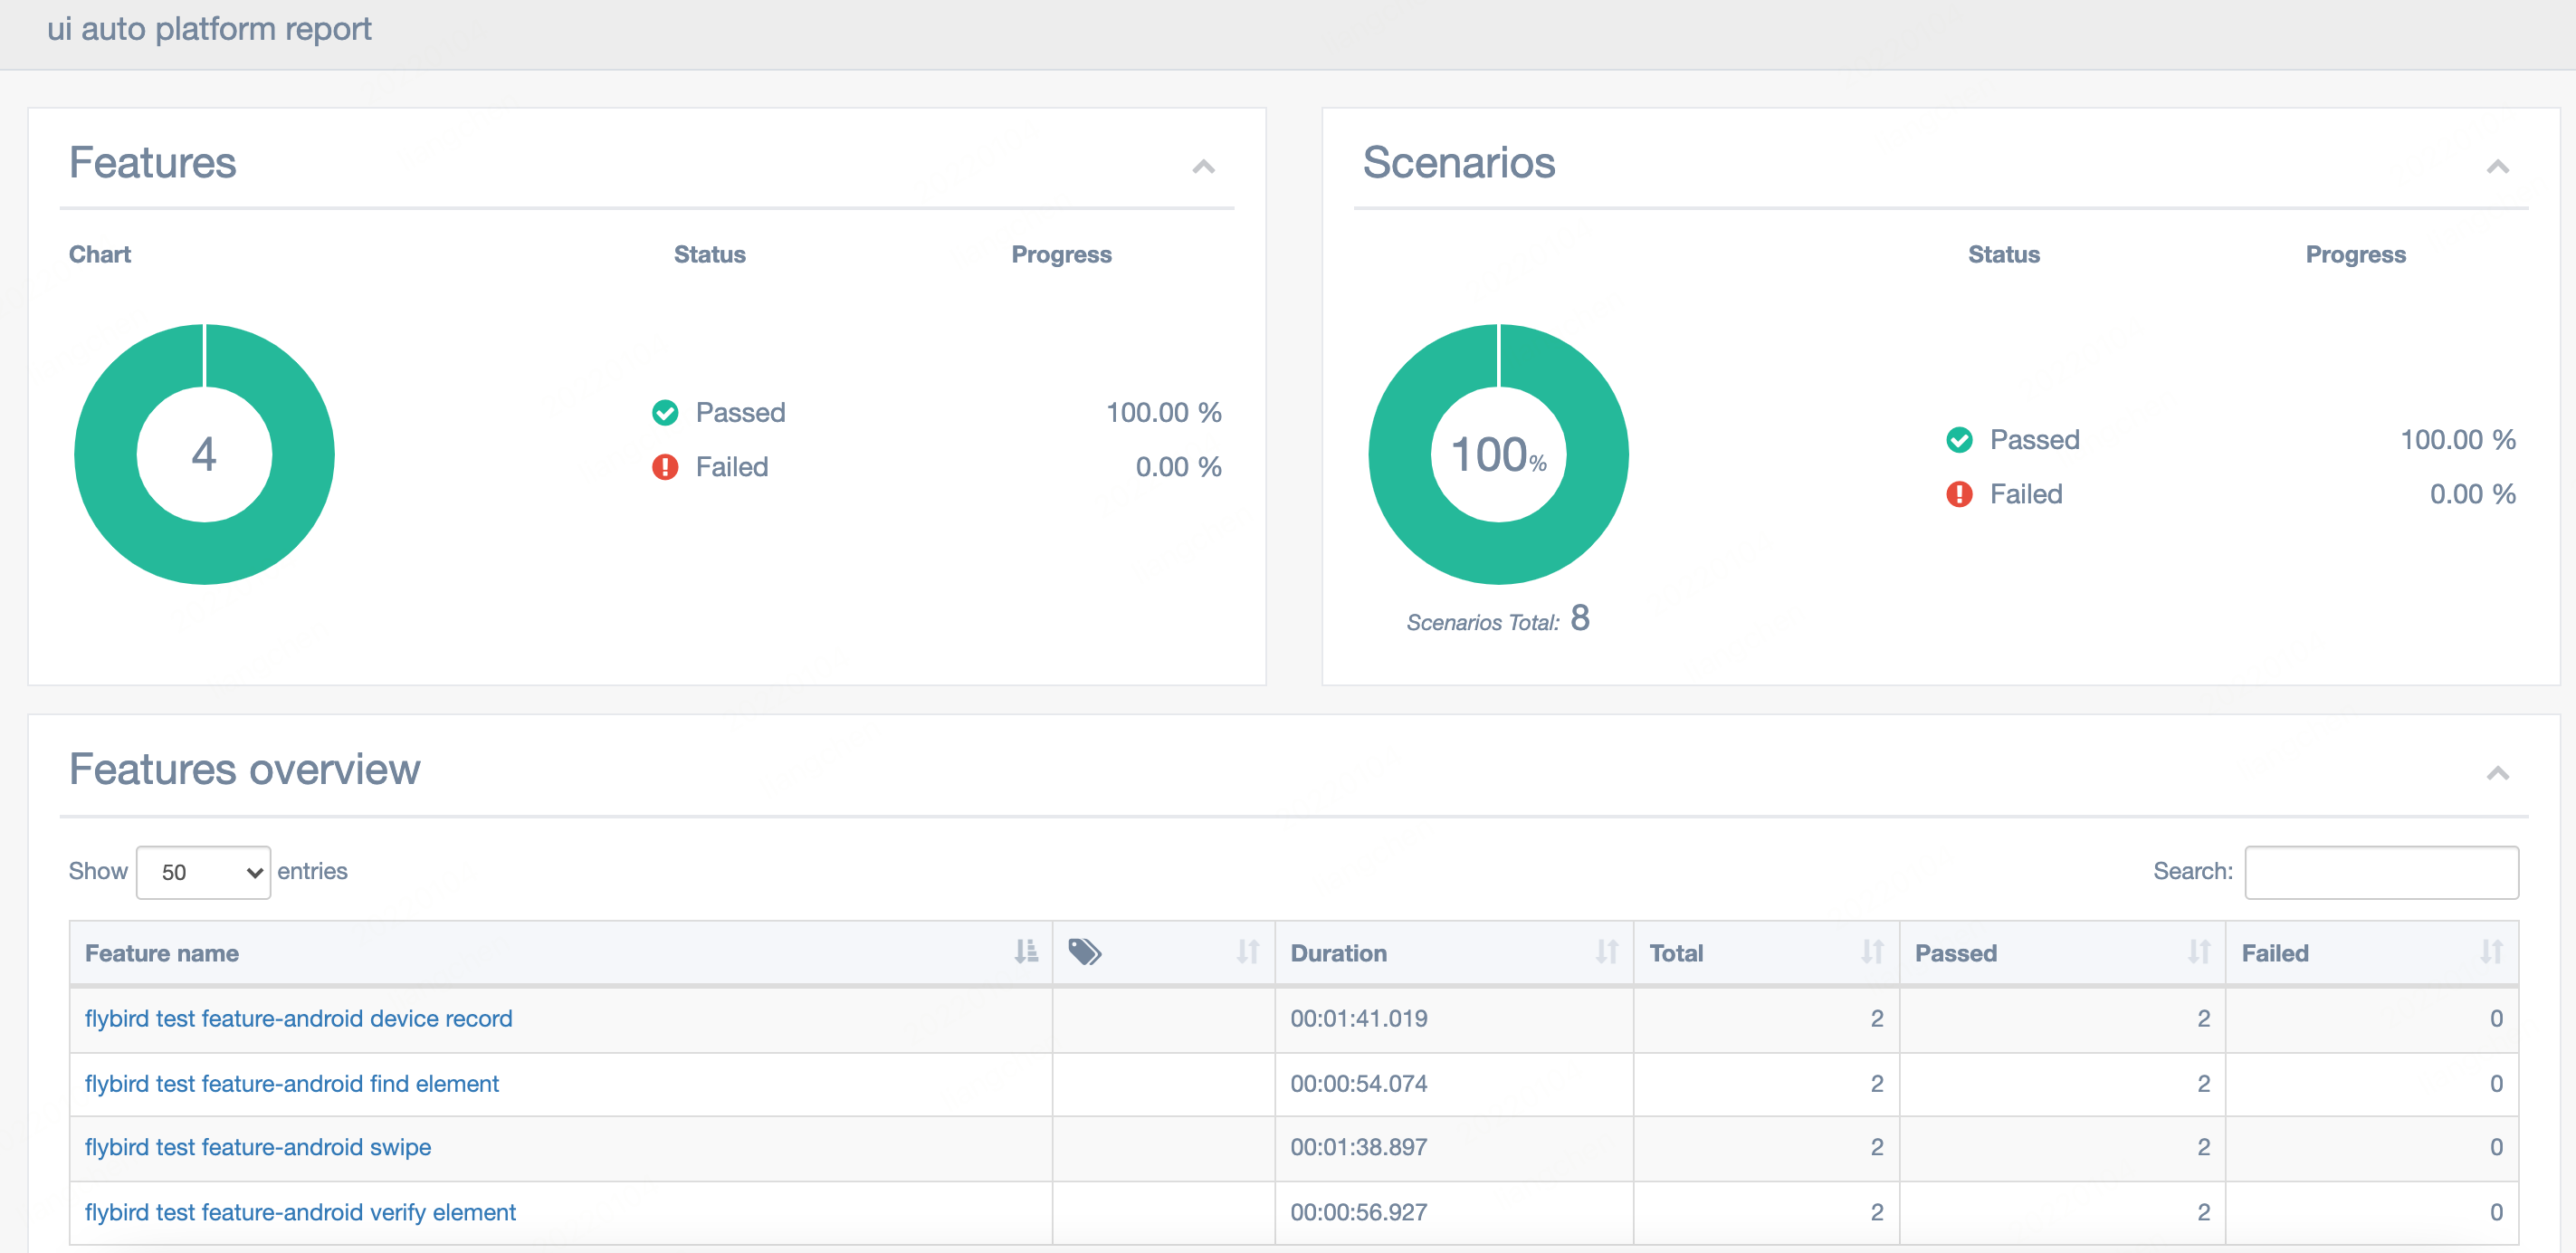 ui auto platform report
Features
Chart Status Progress
4
Passed 100.00 %
Failed 0.00 %
Scenarios
Status Progress
100%
Passed 100.00 %
Failed 0.00 %
Scenarios Total: 8
Features overview
Show 50 entries Search:
Feature name Duration Total Passed Failed
flybird test feature-android device record 00:01:41.019 2 2 0
flybird test feature-android find element 00:00:54.074 2 2 0
flybird test feature-android swipe 00:01:38.897 2 2 0
flybird test feature-android verify element 00:00:56.927 2 2 0